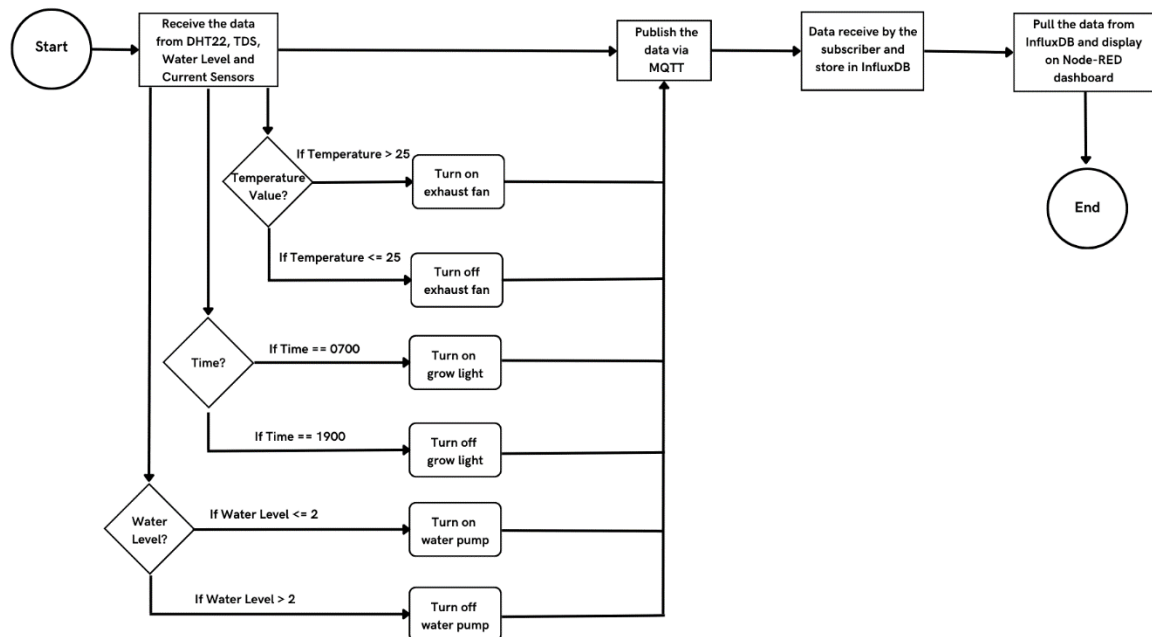 Start
Receive the data
from DHT22, TDS,
Water Level and
Current Sensors
Publish the
data via
MQTT
Data receive by the
subscriber and
store in InfluxDB
Pull the data from
InfluxDB and display
on Node-RED
dashboard
If Temperature > 25
Temperature
Value?
Turn on
exhaust fan
End
If Temperature <= 25
Turn off
exhaust fan
If Time == 0700
Time?
Turn on
grow light
If Time == 1900
Turn off
grow light
If Water Level <= 2
Water
Level?
Turn on
water pump
If Water Level > 2
Turn off
water pump